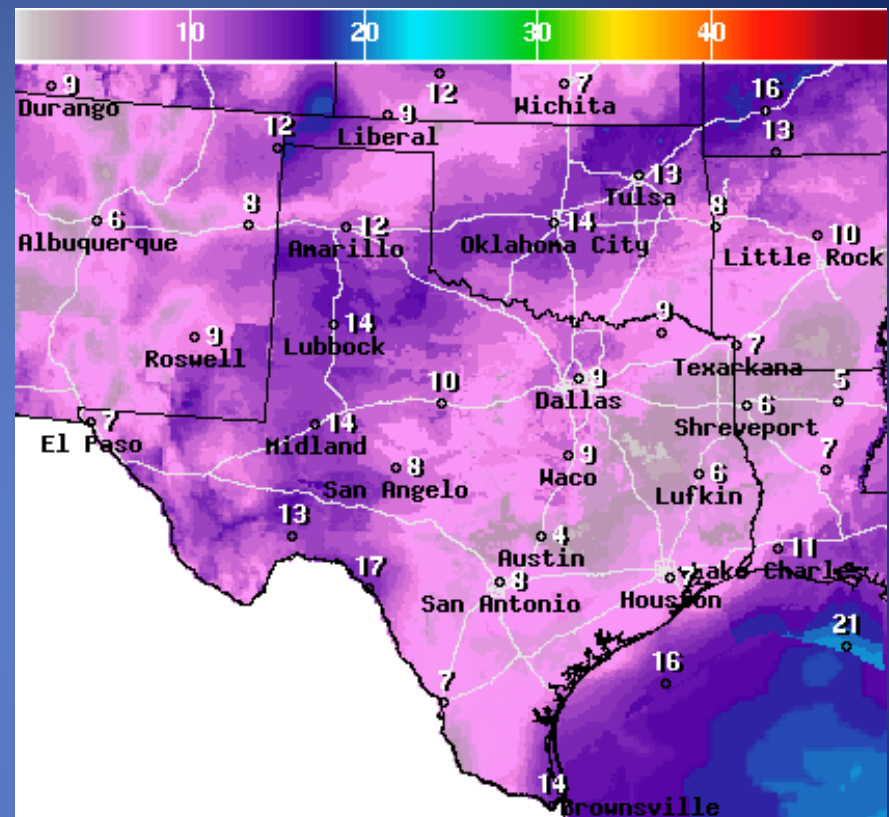 10 20 30 40
9 12 7 16
Durango Liberal 9 Wichita
12 13
13
Tulsa
6 8 12 14 8 10
Albuquerque Amarillo Oklahoma City Little Rock
9 14 9 7
Roswell Lubbock Texarkana
10 9 6 5
Dallas
7 14 Shreveport
El Paso Midland 8 9 6 7
San Angelo Waco Lufkin
13 4 11
Austin Lake Charles
17 8 7
San Antonio Houston
21
7 16
14
Brownsville